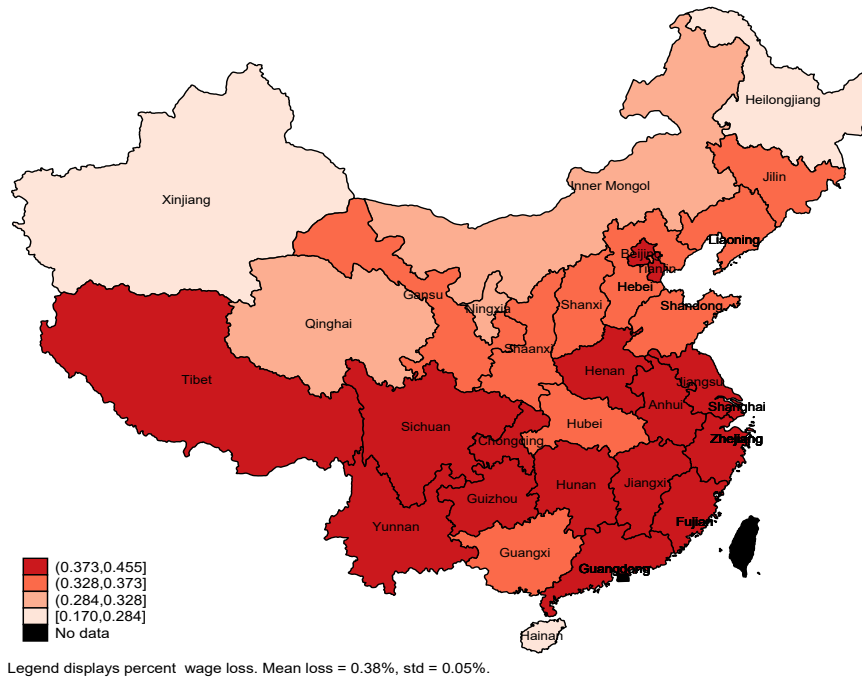 Heilongjiang
Jilin
Xinjiang
Inner Mongol
Liaoning
Beijing
Tianjin
Hebei
Gansu
Ningxia
Shanxi
Shandong
Qinghai
Shaanxi
Henan
Tibet
Jiangsu
Anhui
Shanghai
Sichuan
Hubei
Chongqing
Zhejiang
Guizhou
Hunan
Jiangxi
Yunnan
Fujian
Guangxi
Guangdong
Hainan
(0.373,0.455]
(0.328,0.373]
(0.284,0.328]
[0.170,0.284]
No data
Legend displays percent wage loss. Mean loss = 0.38%, std = 0.05%.